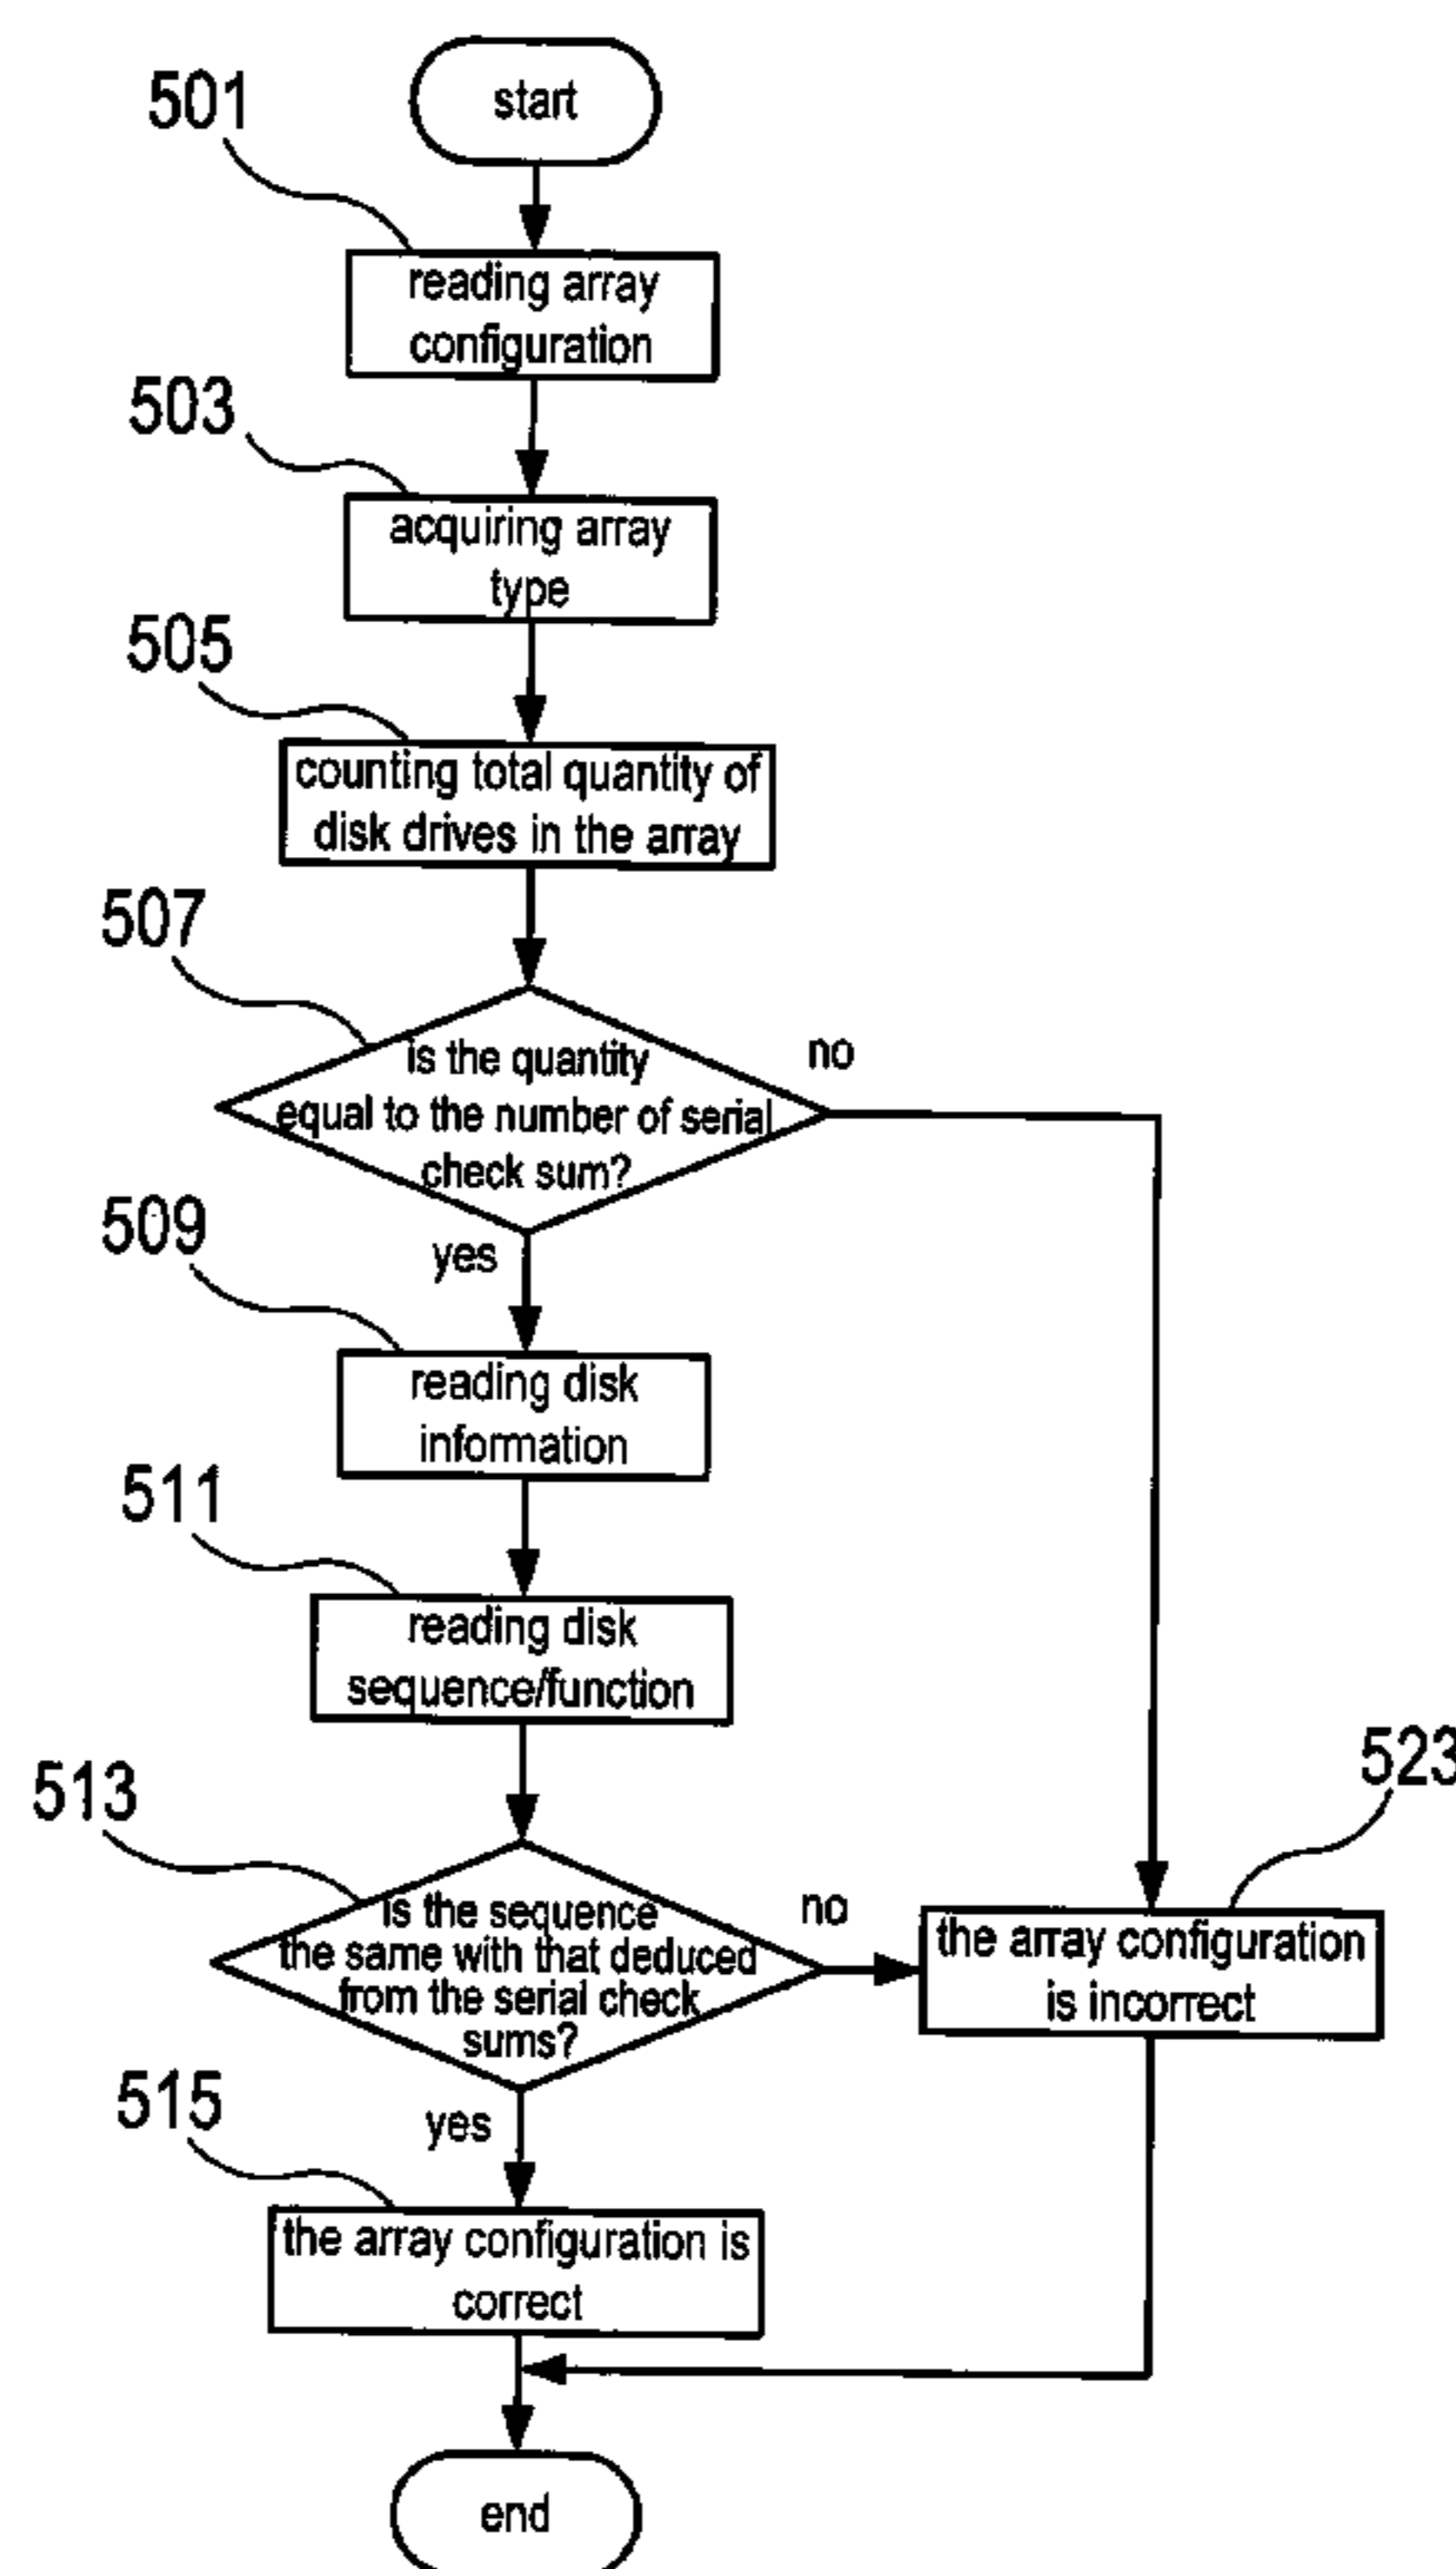 start
501
reading array
configuration
503
acquiring array
type
505
counting total quantity of
disk drives in the array
507
is the quantity
equal to the number of serial
check sum?
no
yes
509
reading disk
information
511
reading disk
sequence/function
513
is the sequence
the same with that deduced
from the serial check
sums?
no
523
the array configuration
is incorrect
yes
515
the array configuration is
correct
end